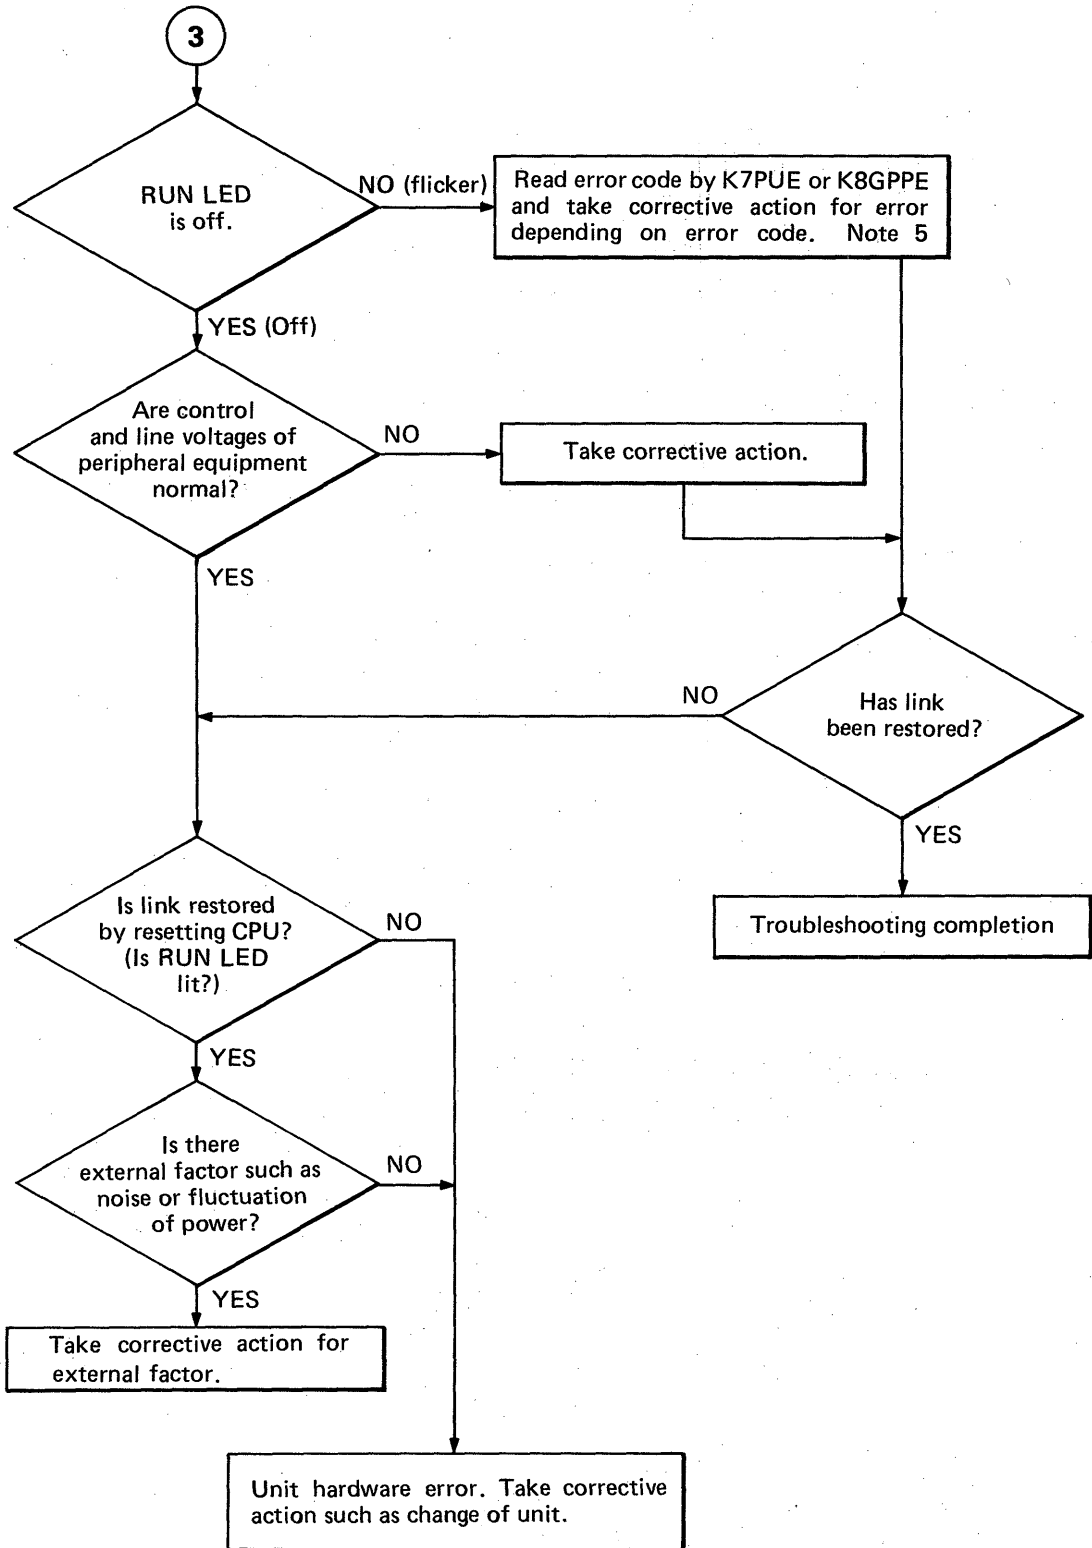 3
RUN LED
is off.
NO (flicker)
Read error code by K7PUE or K8GPPE
and take corrective action for error
depending on error code. Note 5
YES (Off)
Are control
and line voltages of
peripheral equipment
normal?
NO
Take corrective action.
YES
NO
Has link
been restored?
YES
Troubleshooting completion
Is link restored
by resetting CPU?
(Is RUN LED
lit?)
NO
YES
Is there
external factor such as
noise or fluctuation
of power?
NO
YES
Take corrective action for
external factor.
Unit hardware error. Take corrective
action such as change of unit.